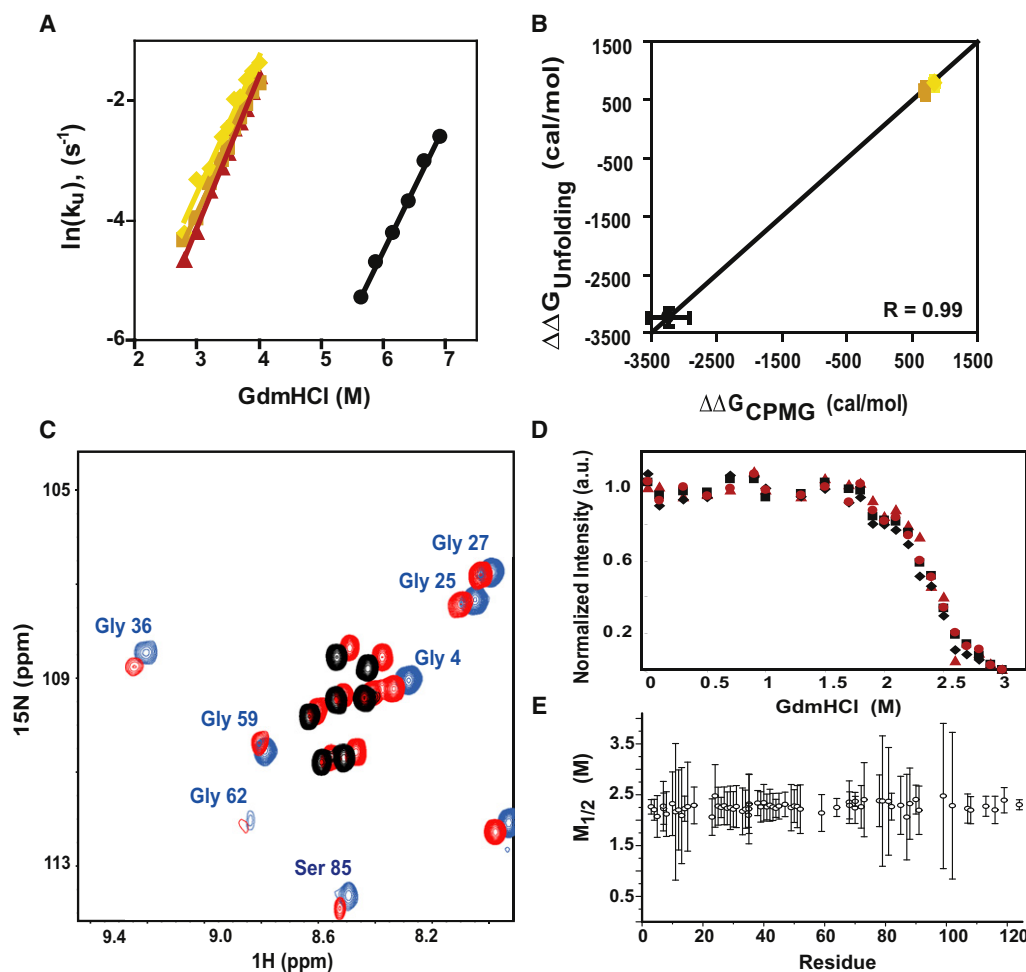 A
ln(k_u), (s^-1)
-2
-4
-6
2 3 4 5 6 7
GdmHCl (M)
B
ΔΔG_Unfolding (cal/mol)
1500
500
-500
-1500
-2500
-3500
R = 0.99
-3500 -2500 -1500 -500 500 1500
ΔΔG_CPMG (cal/mol)
C
15N (ppm)
105
109
113
Gly 27
Gly 25
Gly 36
Gly 4
Gly 59
Gly 62
Ser 85
9.4 9.0 8.6 8.2
1H (ppm)
D
Normalized Intensity (a.u.)
1.0
0.6
0.2
0 0.5 1 1.5 2 2.5 3
GdmHCl (M)
E
M1/2 (M)
3.5
2.5
1.5
0.5
0 20 40 60 80 100 120
Residue